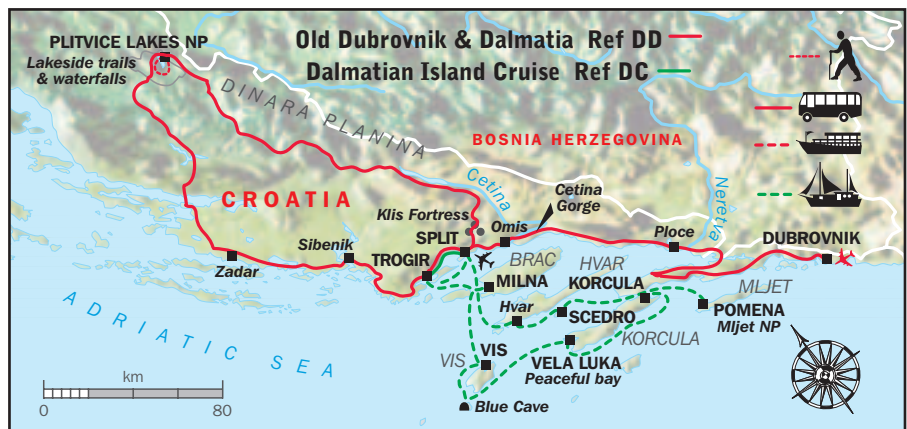 PLITVICE LAKES NP
Lakeside trails
& waterfalls
Old Dubrovnik & Dalmatia Ref DD
Dalmatian Island Cruise Ref DC
DINARA PLANINA
BOSNIA HERZEGOVINA
CROATIA
Cetina
Cetina
Gorge
Neretva
Klis Fortress
Omis
Ploce
SPLIT
DUBROVNIK
Sibenik
TROGIR
Zadar
BRAC
HVAR
MILNA
KORCULA
MLJET
Hvar
SCEDRO
POMENA
Mljet NP
ADRIATIC SEA
VIS
VIS
VELA LUKA
Peaceful bay
KORCULA
Blue Cave
km
0
80